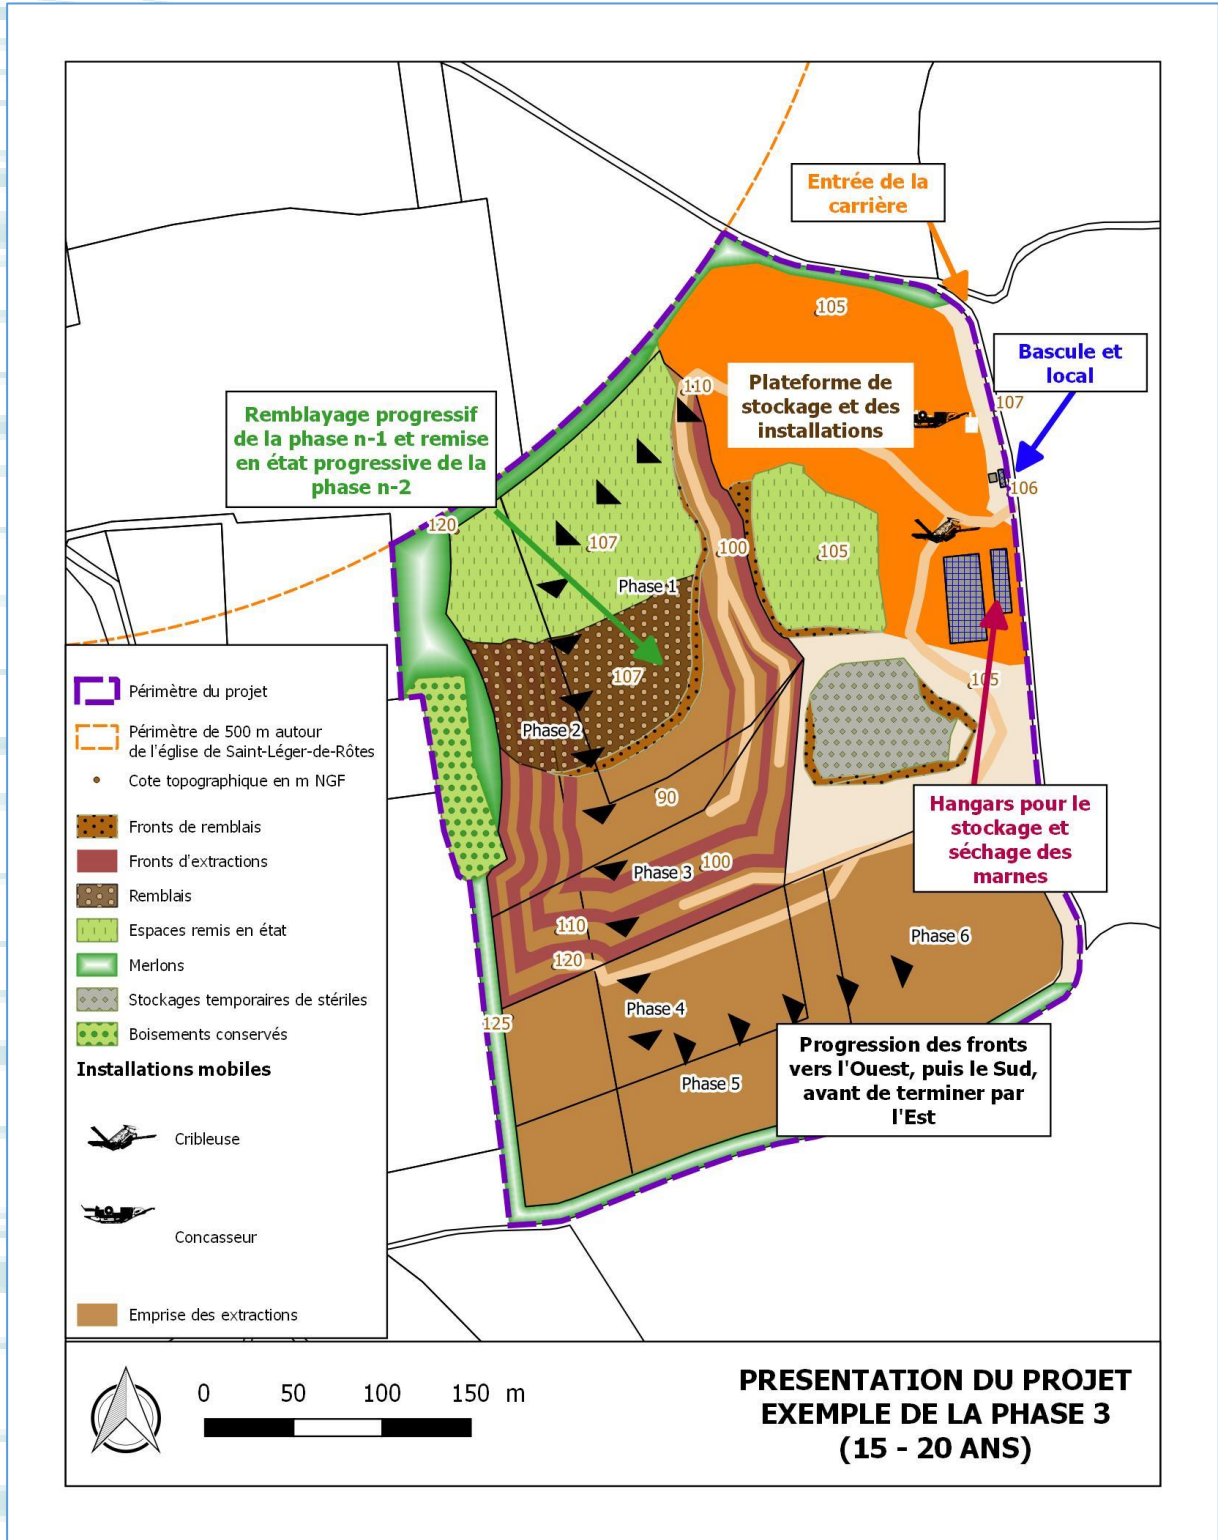 Entrée de la
carrière
105
Bascule et
local
110
Plateforme de
stockage et des
installations
107
Remblayage progressif
de la phase n-1 et remise
en état progressive de la
phase n-2
106
120
107
100
105
Phase 1
107
105
Phase 2
90
Hangars pour le
stockage et
séchage des
marnes
100
Phase 3
110
120
Phase 6
Phase 4
125
Phase 5
Progression des fronts
vers l'Ouest, puis le Sud,
avant de terminer par
l'Est
Périmètre du projet
Périmètre de 500 m autour
de l'église de Saint-Léger-de-Rôtes
Cote topographique en m NGF
Fronts de remblais
Fronts d'extractions
Remblais
Espaces remis en état
Merlons
Stockages temporaires de stériles
Boisements conservés
Installations mobiles
Cribleuse
Concasseur
Emprise des extractions
0 50 100 150 m
PRESENTATION DU PROJET
EXEMPLE DE LA PHASE 3
(15 - 20 ANS)